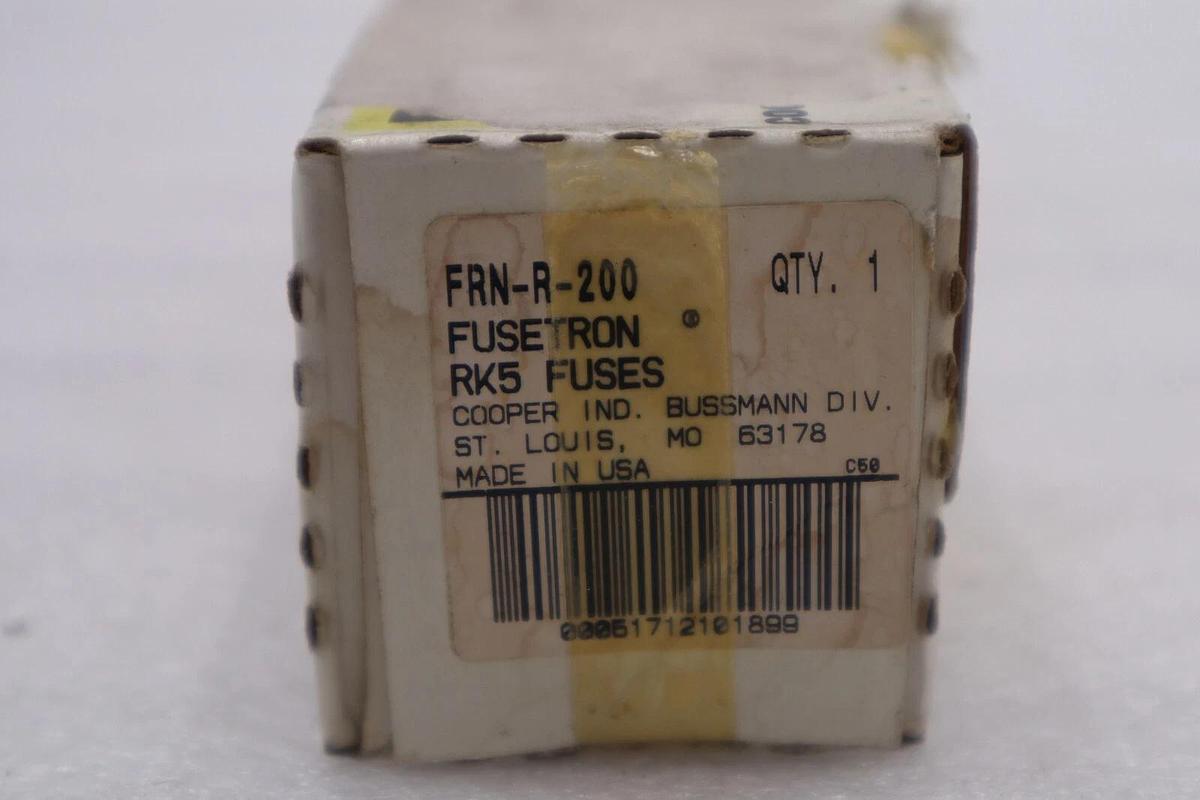 FRN-R-200 QTY. 1
FUSETRON ®
RK5 FUSES
COOPER IND. BUSSMANN DIV.
ST. LOUIS, MO 63178
MADE IN USA C50
00051712101899